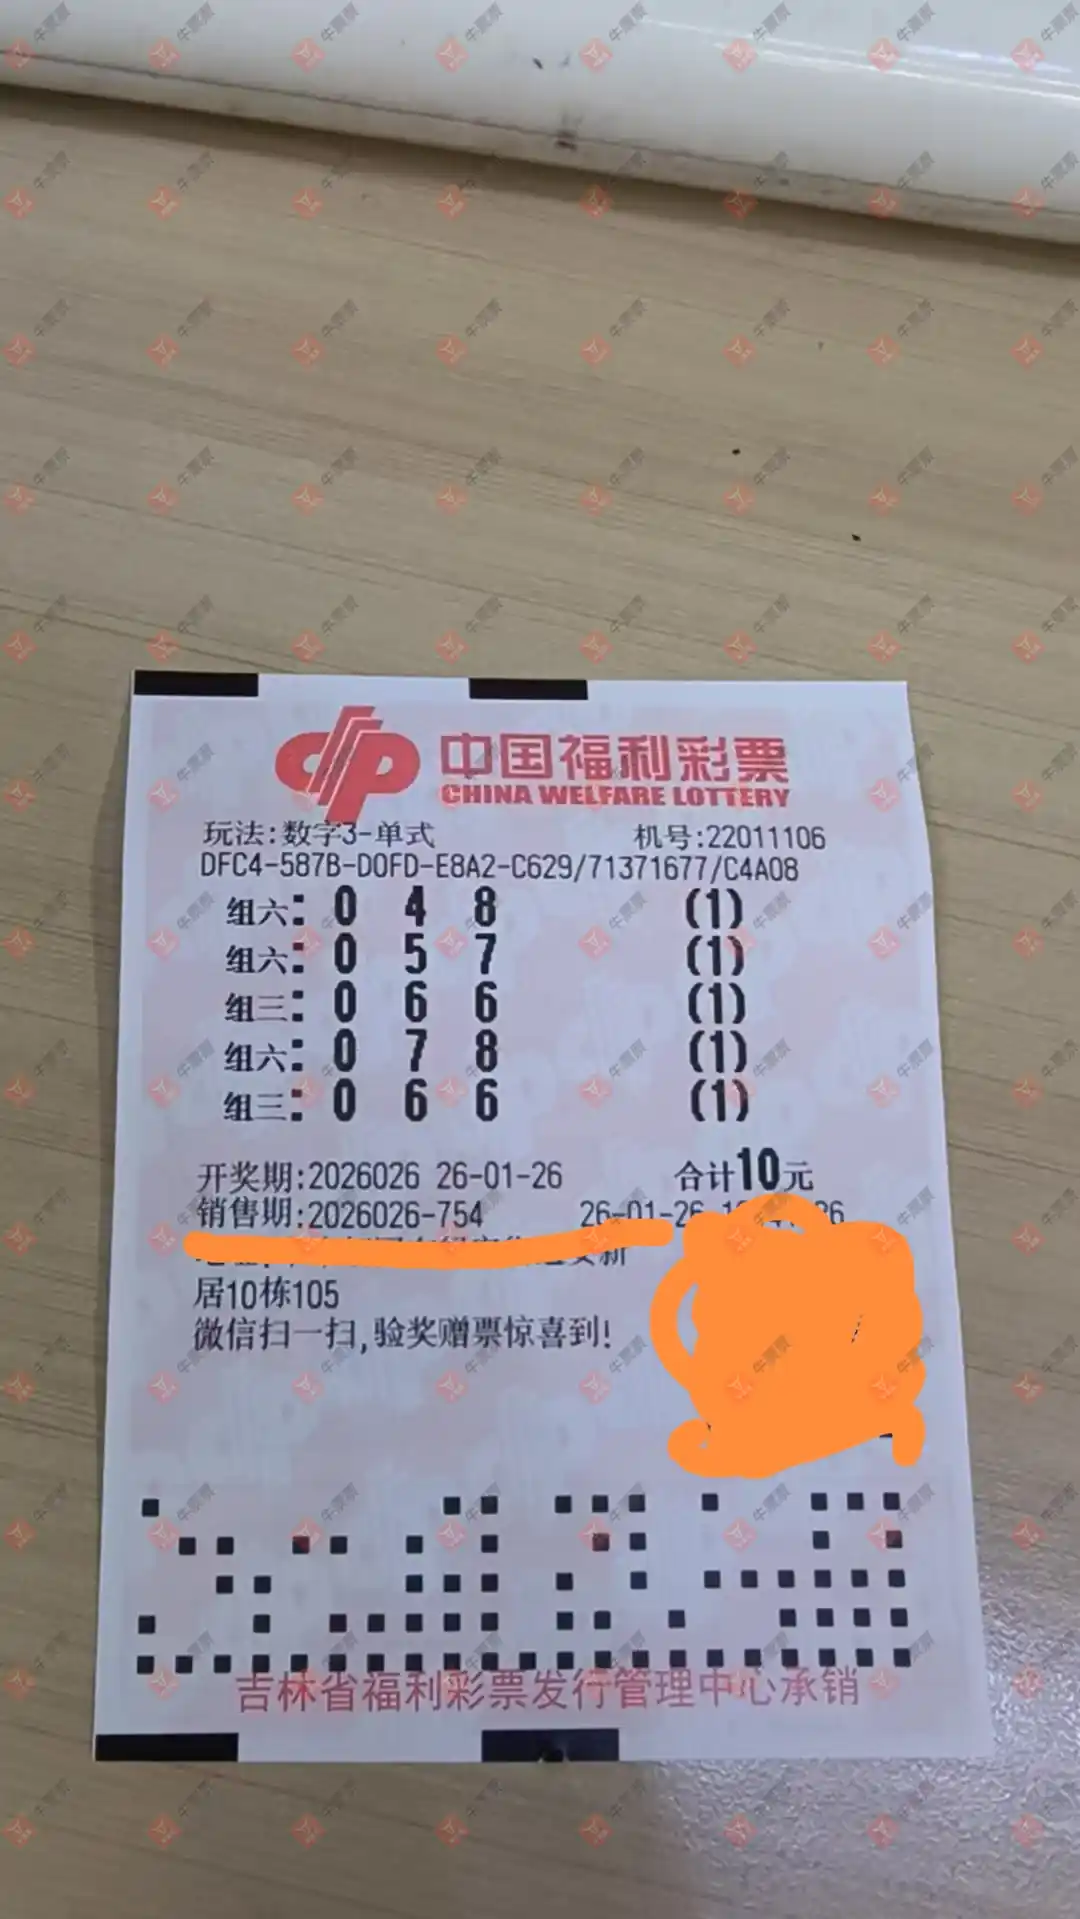 中国福利彩票
CHINA WELFARE LOTTERY
玩法:数字3-单式 机号:22011106
DFC4-587B-D0FD-E8A2-C629/71371677/C4A08
组六: 0 4 8 (1)
组六: 0 5 7 (1)
组三: 0 6 6 (1)
组六: 0 7 8 (1)
组三: 0 6 6 (1)
开奖期:2026026 26-01-26 合计10元
销售期:2026026-754 26-01-26
居10栋105
微信扫一扫,验奖赠票惊喜到!
吉林省福利彩票发行管理中心承销